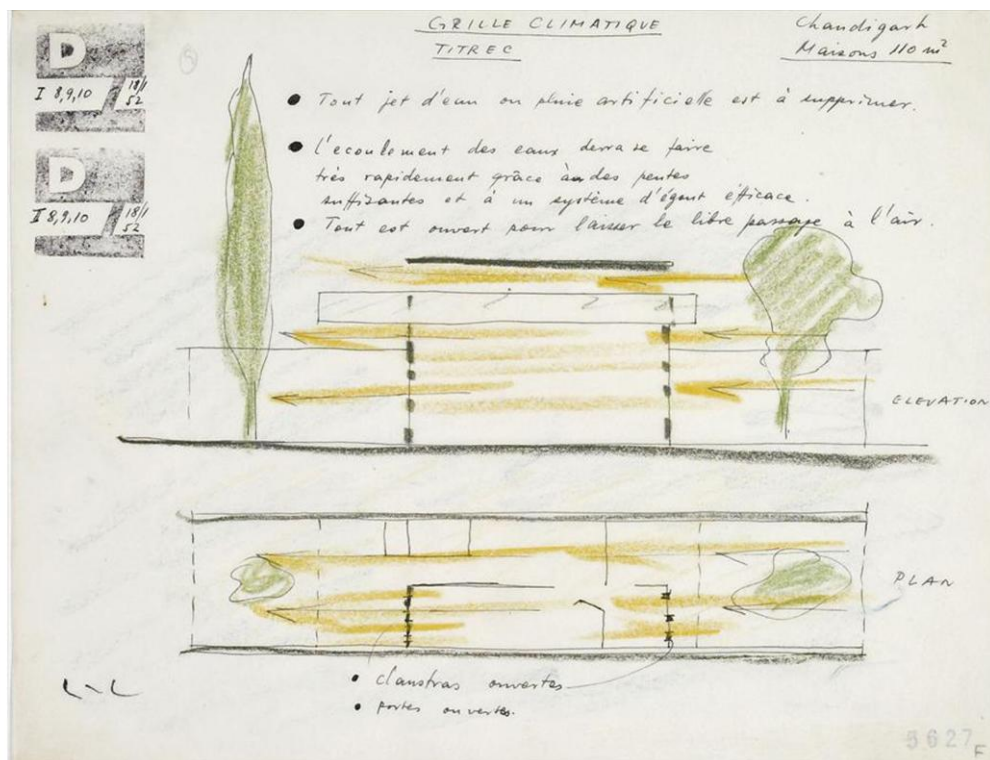 GRILLE CLIMATIQUE
TITRE C
Chandigarh
Maisons 110 m²
D
I 8,9,10 18/1 52
D
I 8,9,10 18/1 52
• Tout jet d'eau ou pluie artificielle est à supprimer.
• l'écoulement des eaux devra se faire
très rapidement grâce à des pentes
suffisantes et à un système d'égout efficace.
• Tout est ouvert pour laisser le libre passage à l'air.
ELEVATION
PLAN
• claustras ouvertes
• portes ouvertes.
5627
F